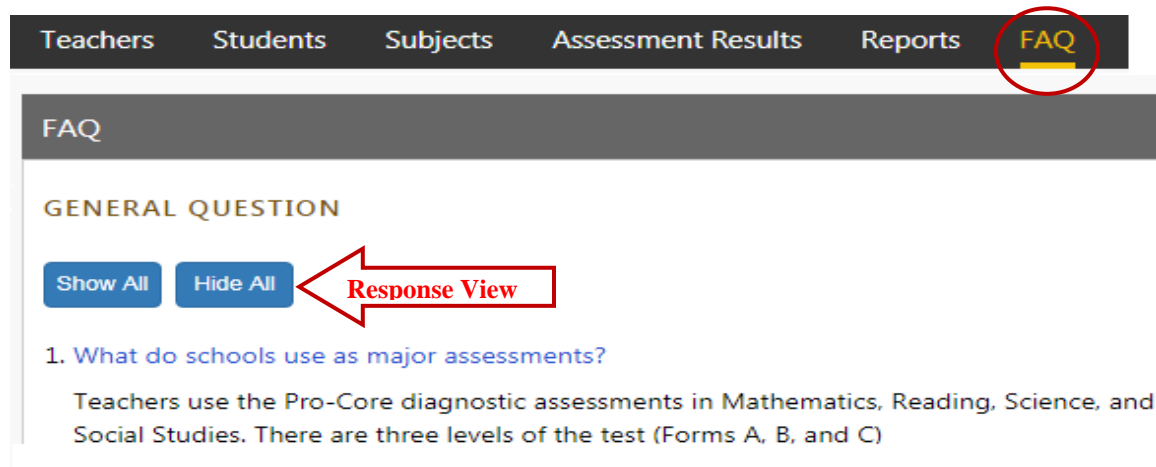 Teachers Students Subjects Assessment Results Reports FAQ
FAQ
GENERAL QUESTION
Show All Hide All Response View
1. What do schools use as major assessments?
Teachers use the Pro-Core diagnostic assessments in Mathematics, Reading, Science, and
Social Studies. There are three levels of the test (Forms A, B, and C)